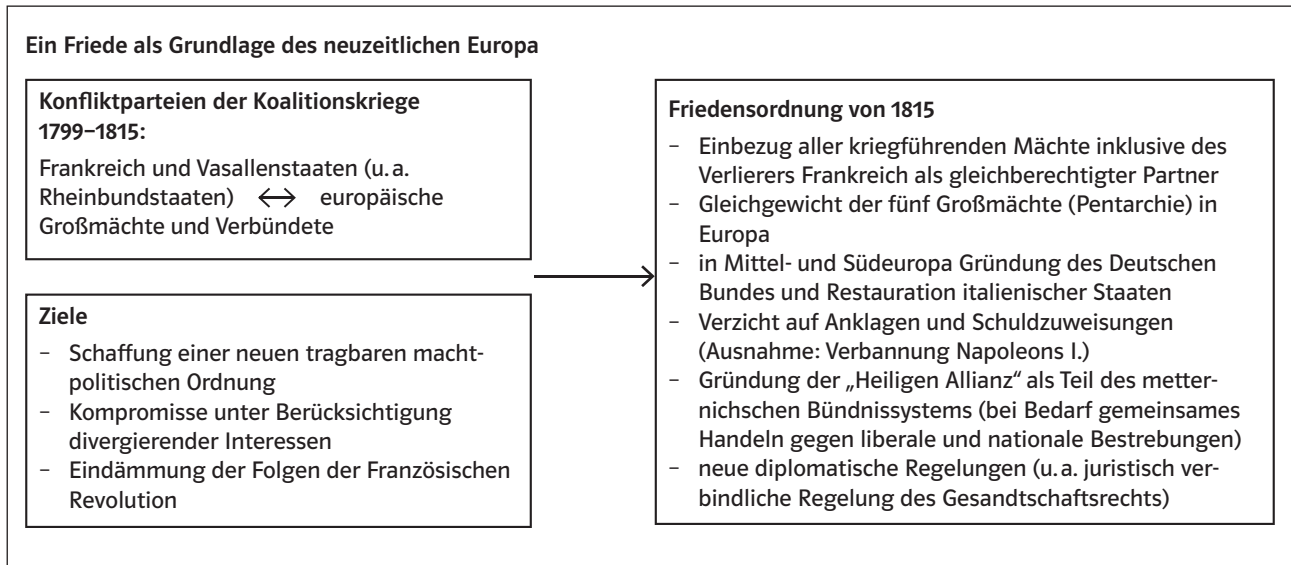 Ein Friede als Grundlage des neuzeitlichen Europa
Konfliktparteien der Koalitionskriege
1799–1815:
Frankreich und Vasallenstaaten (u. a.
Rheinbundstaaten) ↔ europäische
Großmächte und Verbündete
Ziele
– Schaffung einer neuen tragbaren macht-
politischen Ordnung
– Kompromisse unter Berücksichtigung
divergierender Interessen
– Eindämmung der Folgen der Französischen
Revolution
Friedensordnung von 1815
– Einbezug aller kriegführenden Mächte inklusive des
Verlierers Frankreich als gleichberechtigter Partner
– Gleichgewicht der fünf Großmächte (Pentarchie) in
Europa
– in Mittel- und Südeuropa Gründung des Deutschen
Bundes und Restauration italienischer Staaten
– Verzicht auf Anklagen und Schuldzuweisungen
(Ausnahme: Verbannung Napoleons I.)
– Gründung der „Heiligen Allianz“ als Teil des metter-
nichschen Bündnissystems (bei Bedarf gemeinsames
Handeln gegen liberale und nationale Bestrebungen)
– neue diplomatische Regelungen (u. a. juristisch ver-
bindliche Regelung des Gesandtschaftsrechts)